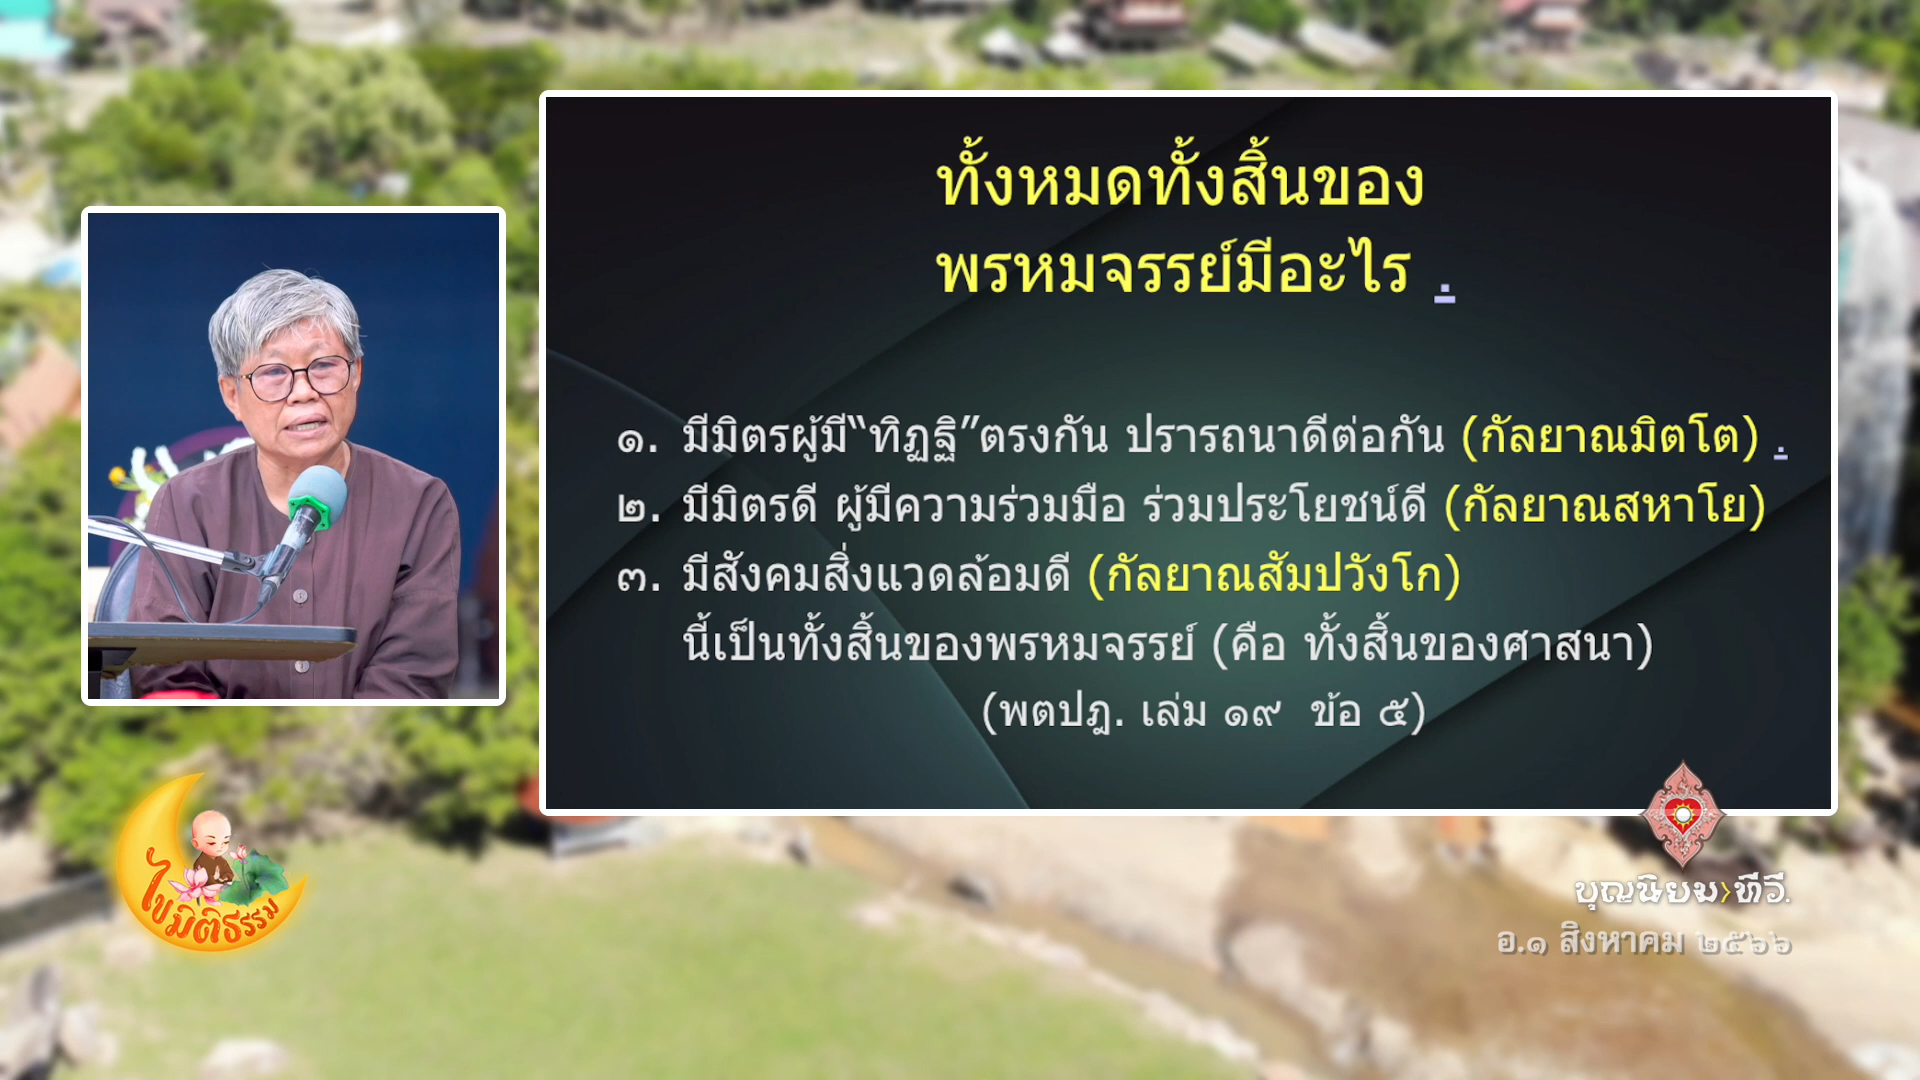 ทั้งหมดทั้งสิ้นของ
พรหมจรรย์มีอะไร .
๑. มีมิตรผู้มี“ทิฏฐิ”ตรงกัน ปรารถนาดีต่อกัน (กัลยาณมิตโต) .
๒. มีมิตรดี ผู้มีความร่วมมือ ร่วมประโยชน์ดี (กัลยาณสหาโย)
๓. มีสังคมสิ่งแวดล้อมดี (กัลยาณสัมปวังโก)
นี้เป็นทั้งสิ้นของพรหมจรรย์ (คือ ทั้งสิ้นของศาสนา)
(พตปฎ. เล่ม ๑๙ ข้อ ๕)
ไขมิติธรรม
บุญนิยม>ทีวี.
อ.๑ สิงหาคม ๒๕๖๖